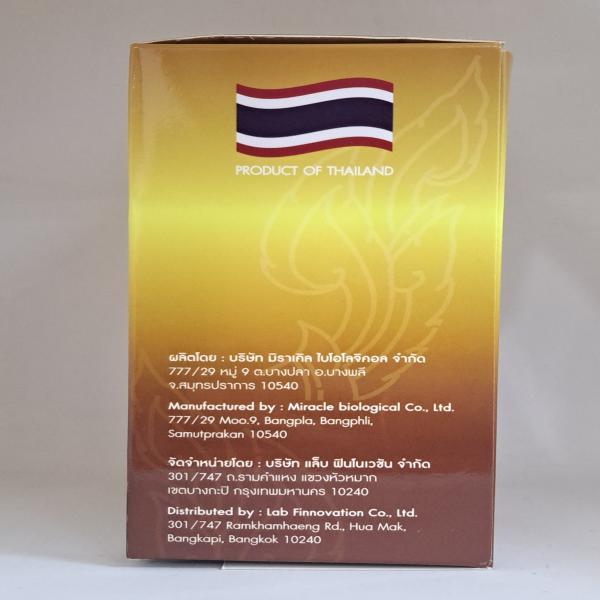 PRODUCT OF THAILAND
ผลิตโดย : บริษัท มิราเคิล ไบโอโลจิคอล จำกัด
777/29 หมู่ 9 ต.บางปลา อ.บางพลี
จ.สมุทรปราการ 10540
Manufactured by : Miracle biological Co., Ltd.
777/29 Moo.9, Bangpla, Bangphli,
Samutprakan 10540
จัดจำหน่ายโดย : บริษัท แล็บ ฟินโนเวชัน จำกัด
301/747 ถ.รามคำแหง แขวงหัวหมาก
เขตบางกะปิ กรุงเทพมหานคร 10240
Distributed by : Lab Finnovation Co., Ltd.
301/747 Ramkhamhaeng Rd., Hua Mak,
Bangkapi, Bangkok 10240